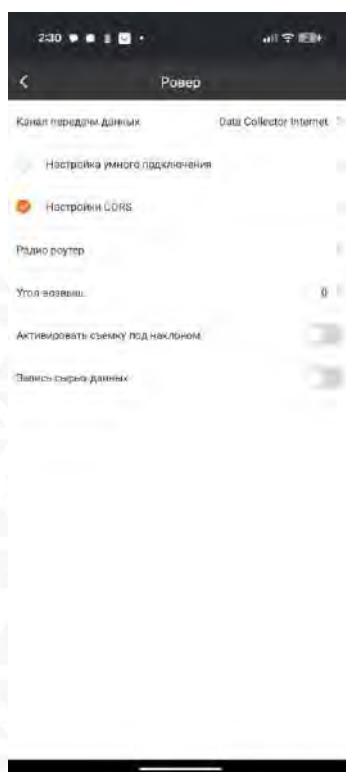 2:30
Ровер
Канал передачи данных Data Collector Internet
Настройка умного подключения
Настройки CORS
Радио роутер
Угол возвыш. 0
Активировать съемку под наклоном
Запись сырых данных